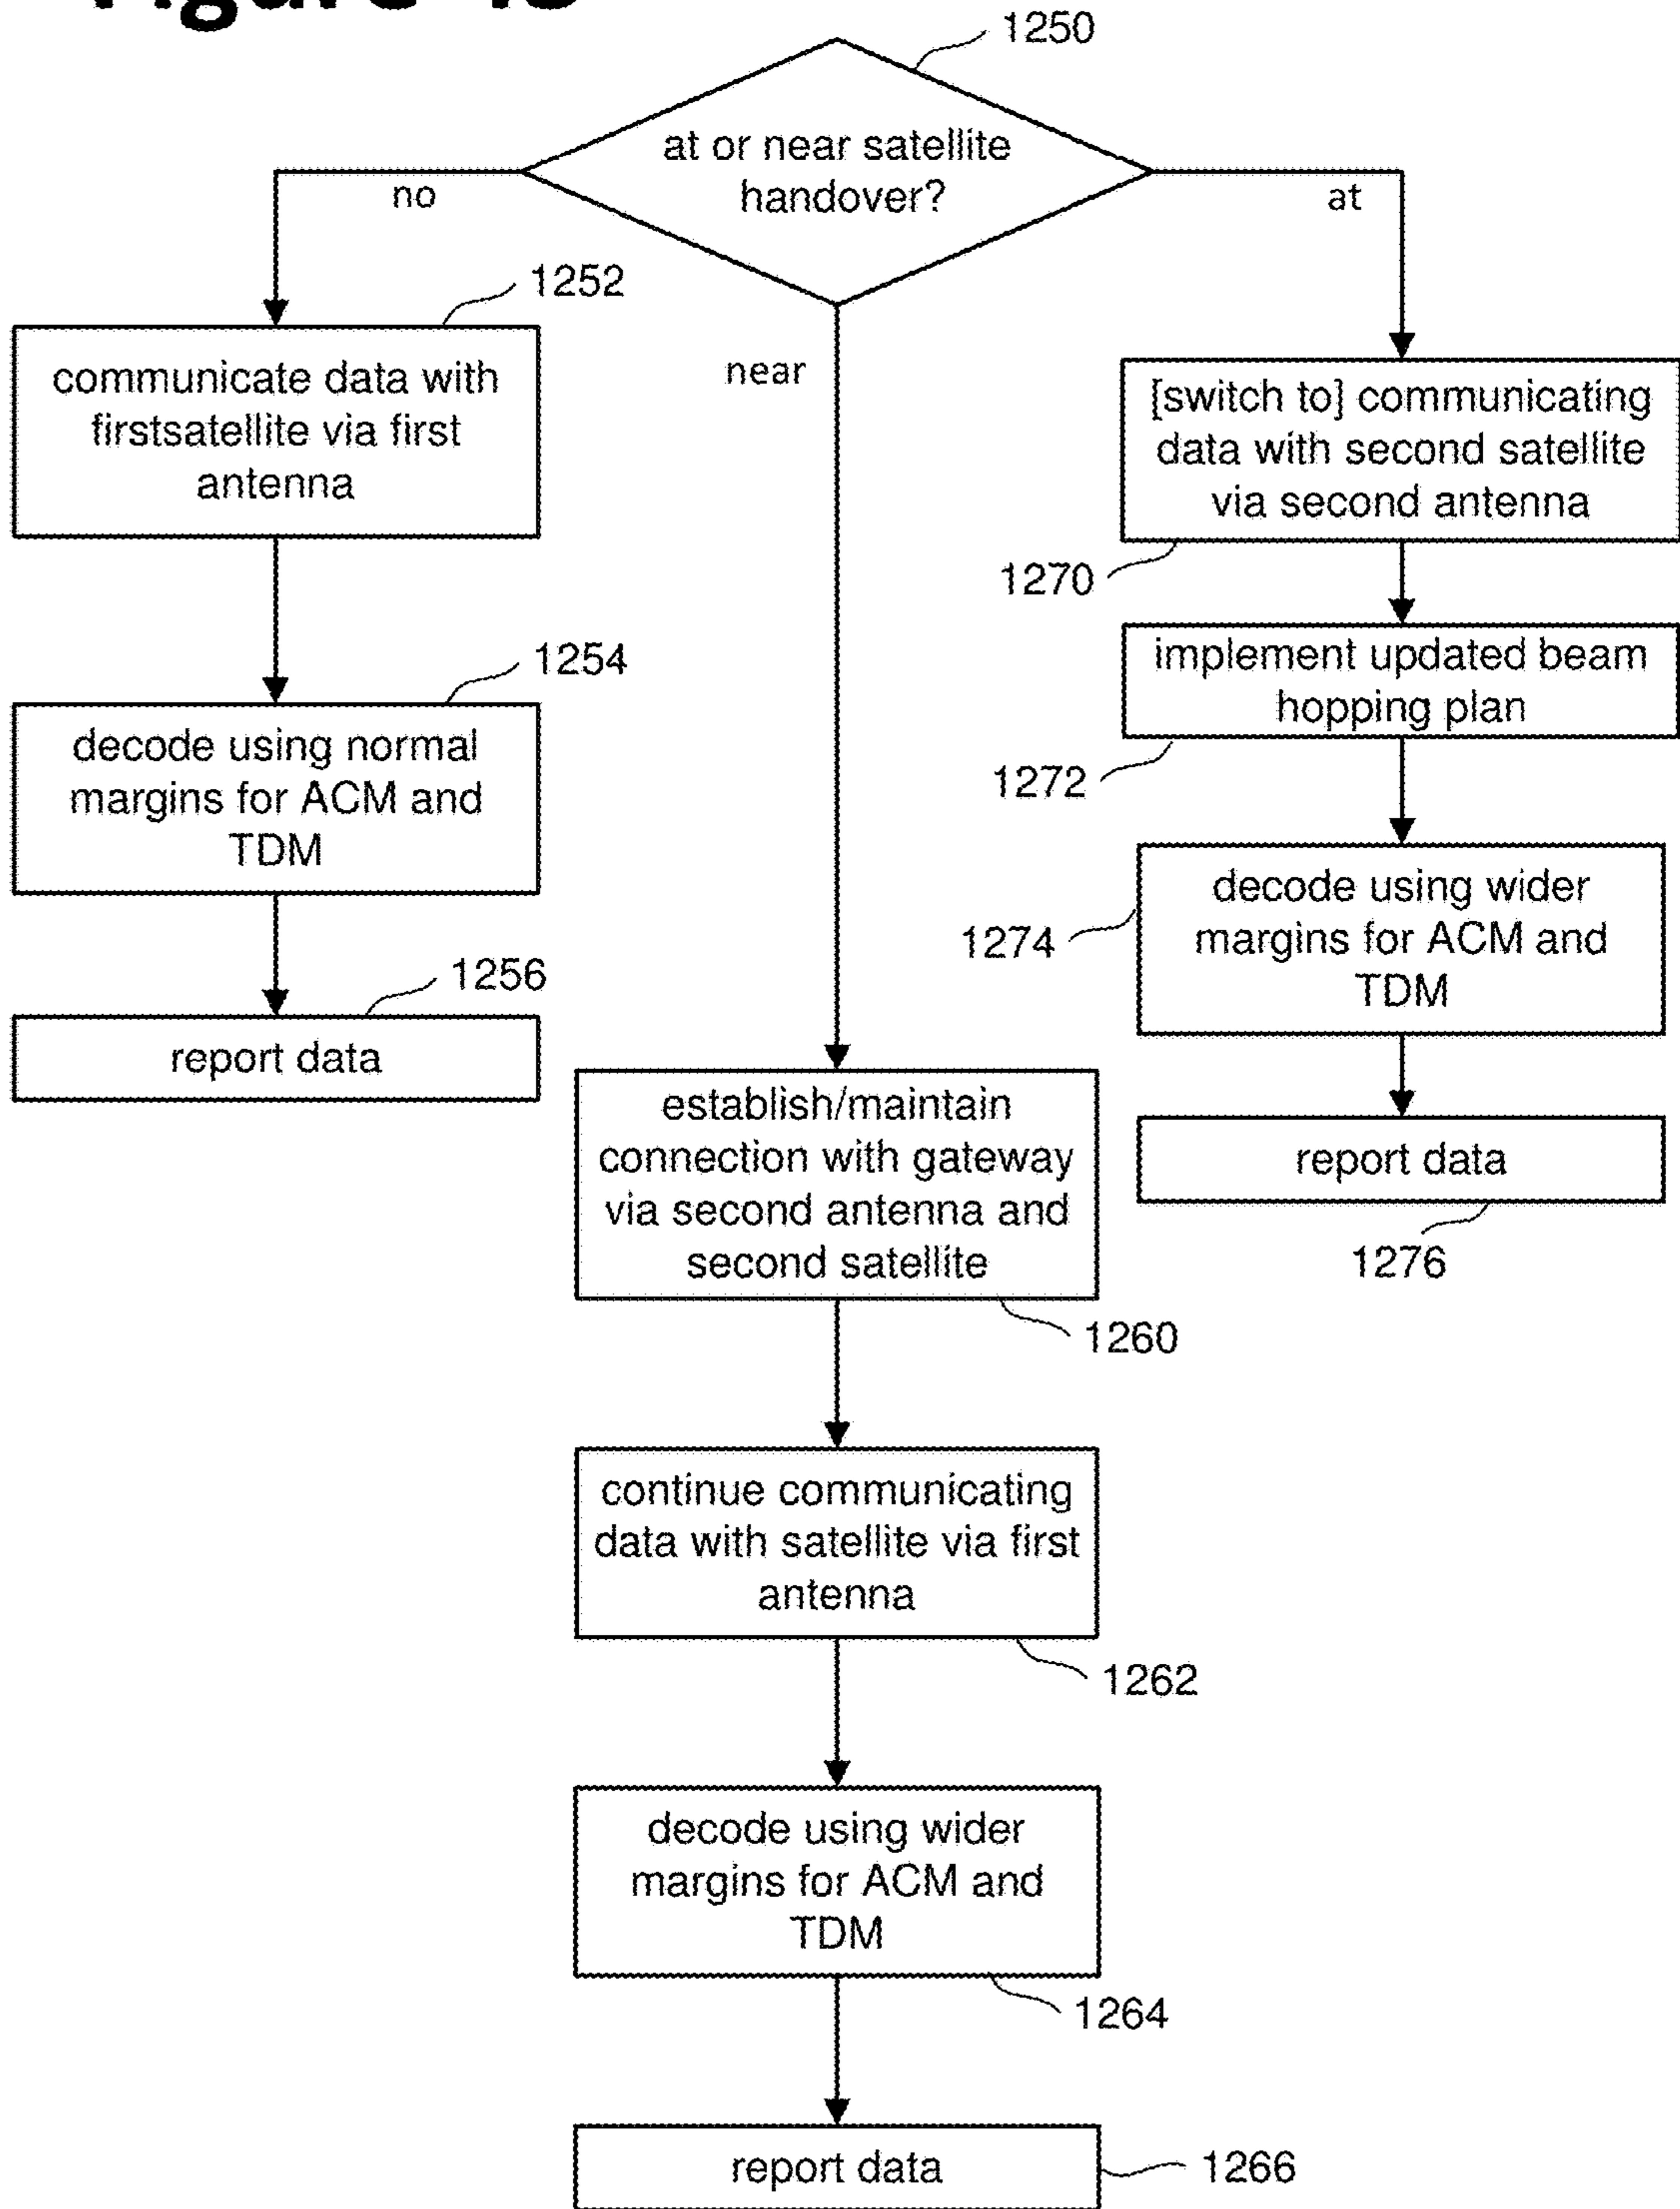 1250
at or near satellite
handover?
no
near
at
1252
communicate data with
firstsatellite via first
antenna
1254
decode using normal
margins for ACM and
TDM
1256
report data
establish/maintain
connection with gateway
via second antenna and
second satellite
1260
continue communicating
data with satellite via first
antenna
1262
decode using wider
margins for ACM and
TDM
1264
report data
1266
[switch to] communicating
data with second satellite
via second antenna
1270
implement updated beam
hopping plan
1272
decode using wider
margins for ACM and
TDM
1274
report data
1276